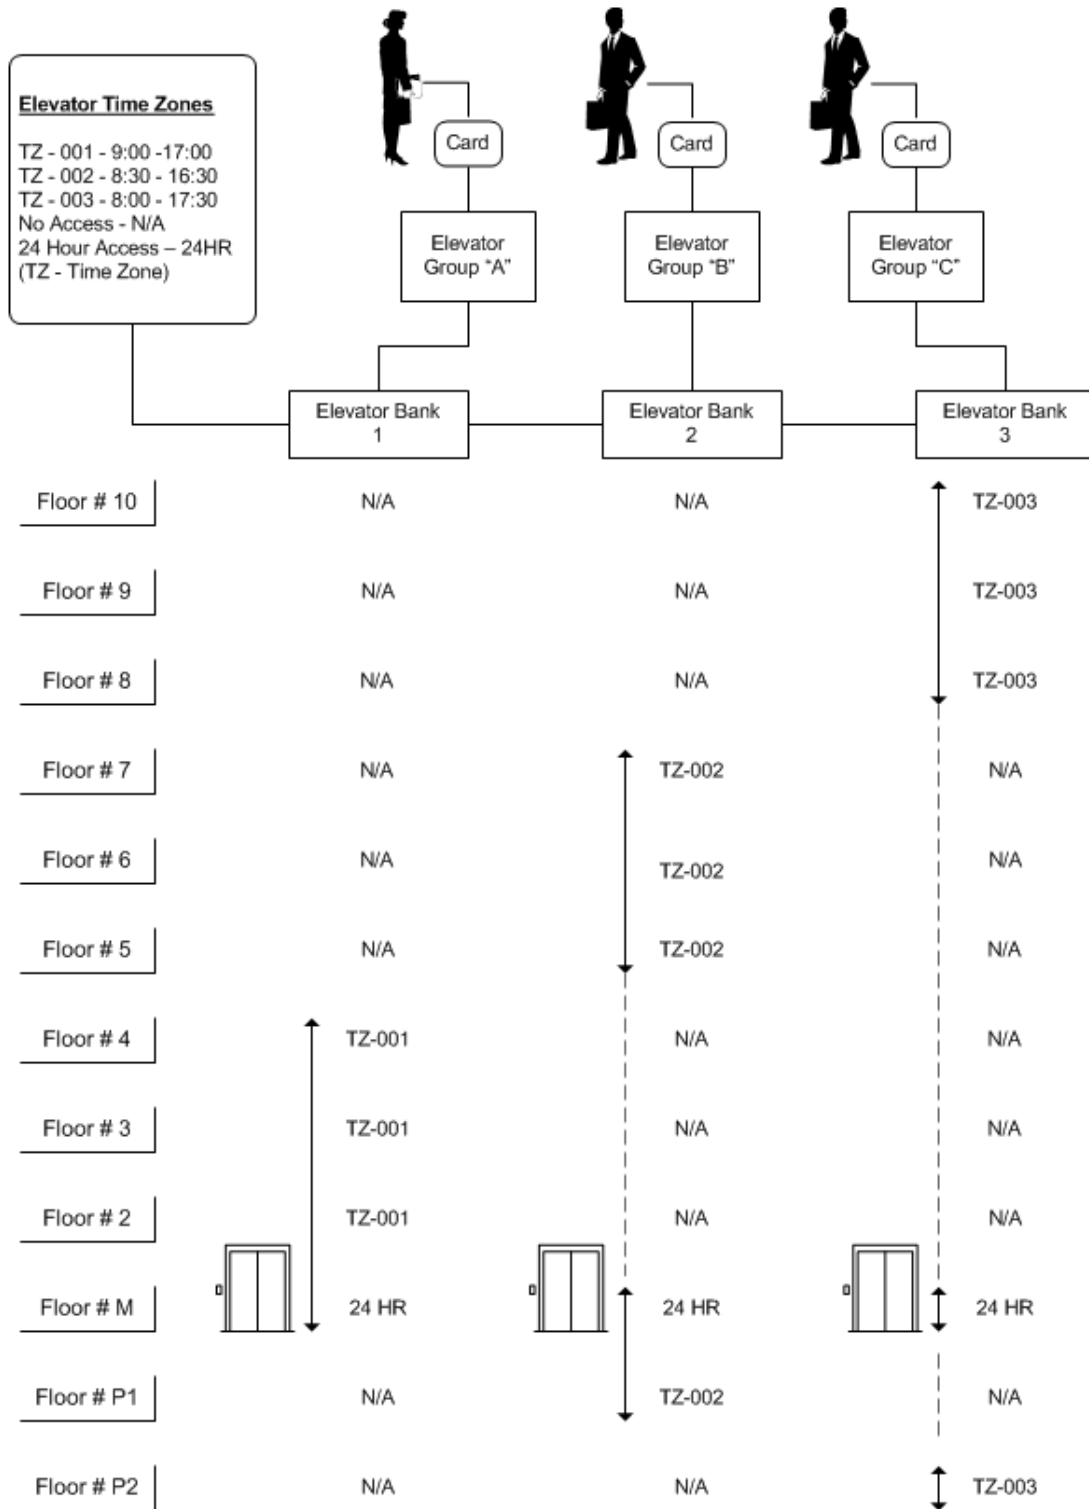 Elevator Time Zones
TZ - 001 - 9:00 -17:00
TZ - 002 - 8:30 - 16:30
TZ - 003 - 8:00 - 17:30
No Access - N/A
24 Hour Access – 24HR
(TZ - Time Zone)
Card
Card
Card
Elevator
Group “A”
Elevator
Group “B”
Elevator
Group “C”
Elevator Bank
1
Elevator Bank
2
Elevator Bank
3
Floor # 10 N/A N/A TZ-003
Floor # 9 N/A N/A TZ-003
Floor # 8 N/A N/A TZ-003
Floor # 7 N/A TZ-002 N/A
Floor # 6 N/A TZ-002 N/A
Floor # 5 N/A TZ-002 N/A
Floor # 4 TZ-001 N/A N/A
Floor # 3 TZ-001 N/A N/A
Floor # 2 TZ-001 N/A N/A
Floor # M 24 HR 24 HR 24 HR
Floor # P1 N/A TZ-002 N/A
Floor # P2 N/A N/A TZ-003